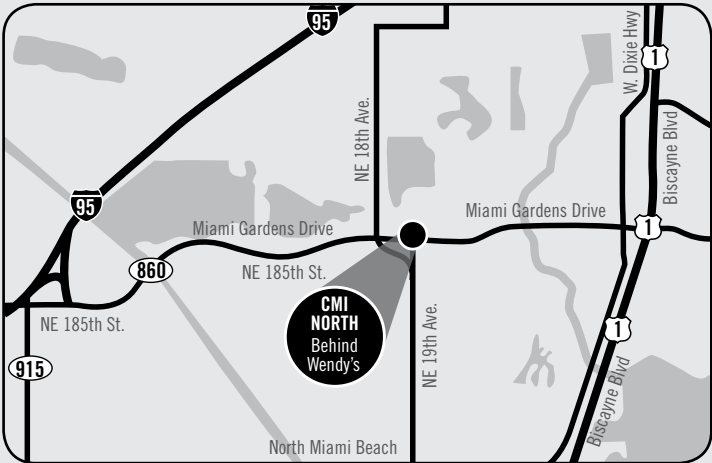 95
1
W. Dixie Hwy
NE 18th Ave.
Biscayne Blvd
95
Miami Gardens Drive
Miami Gardens Drive
1
860
NE 185th St.
CMI
NORTH
Behind
Wendy's
NE 19th Ave.
NE 185th St.
1
915
Biscayne Blvd
North Miami Beach